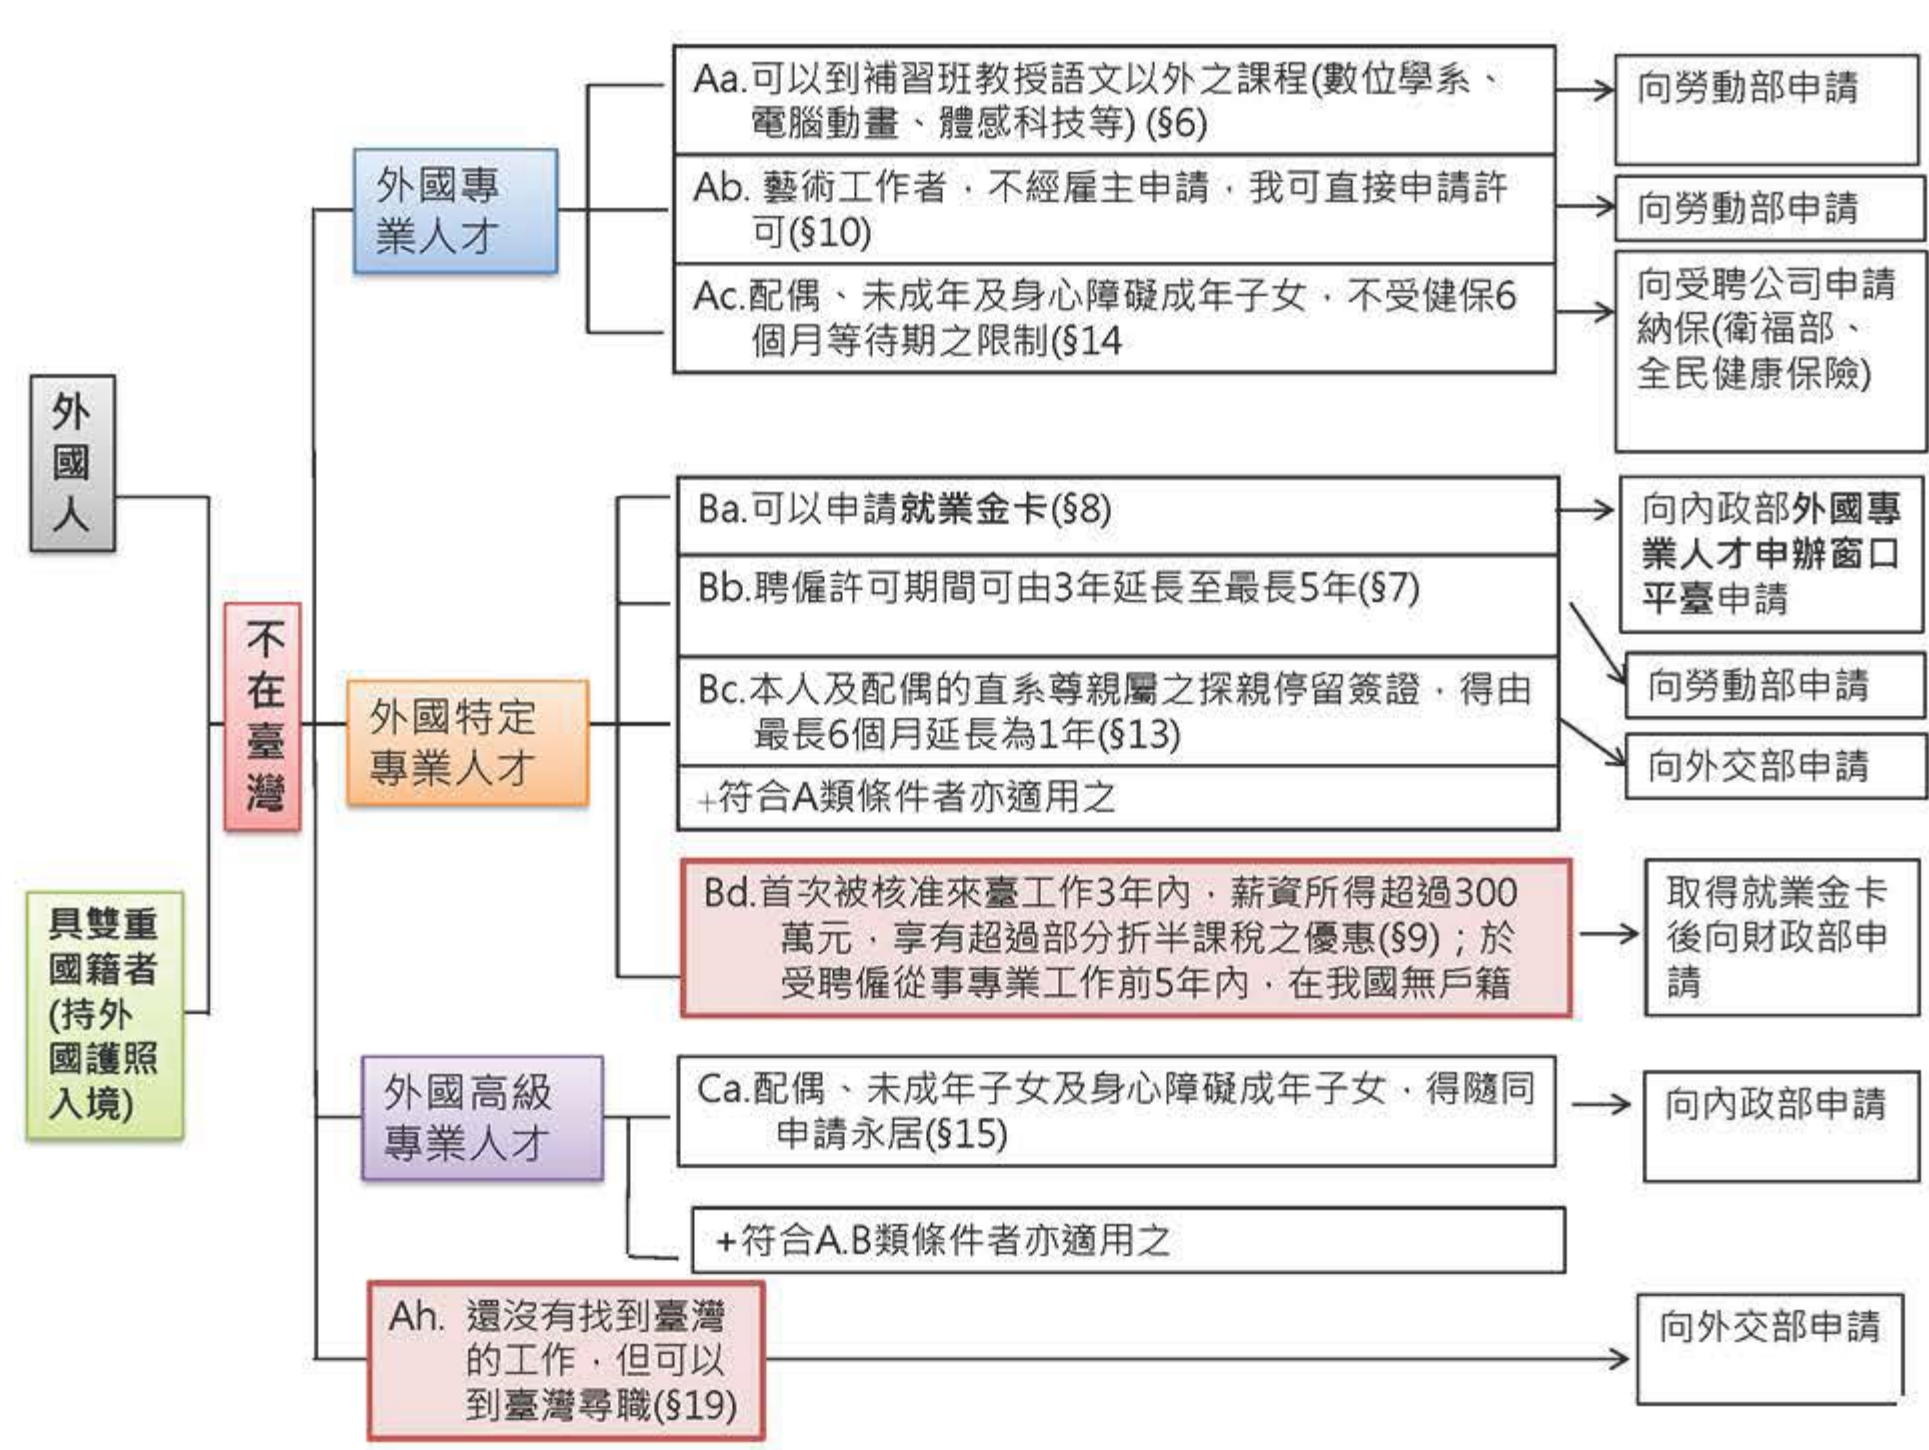 外
國
人
具雙重
國籍者
(持外
國護照
入境)
不
在
臺
灣
外國專
業人才
Aa.可以到補習班教授語文以外之課程(數位學系、
電腦動畫、體感科技等) (§6)
向勞動部申請
Ab. 藝術工作者，不經雇主申請，我可直接申請許
可(§10)
向勞動部申請
Ac.配偶、未成年及身心障礙成年子女，不受健保6
個月等待期之限制(§14
向受聘公司申請
納保(衛福部、
全民健康保險)
外國特定
專業人才
Ba.可以申請就業金卡(§8)
向內政部外國專
業人才申辦窗口
平臺申請
Bb.聘僱許可期間可由3年延長至最長5年(§7)
向勞動部申請
Bc.本人及配偶的直系尊親屬之探親停留簽證，得由
最長6個月延長為1年(§13)
向外交部申請
+符合A類條件者亦適用之
Bd.首次被核准來臺工作3年內，薪資所得超過300
萬元，享有超過部分折半課稅之優惠(§9)；於
受聘僱從事專業工作前5年內，在我國無戶籍
取得就業金卡
後向財政部申
請
外國高級
專業人才
Ca.配偶、未成年子女及身心障礙成年子女，得隨同
申請永居(§15)
向內政部申請
+符合A.B類條件者亦適用之
Ah. 還沒有找到臺灣
的工作，但可以
到臺灣尋職(§19)
向外交部申請